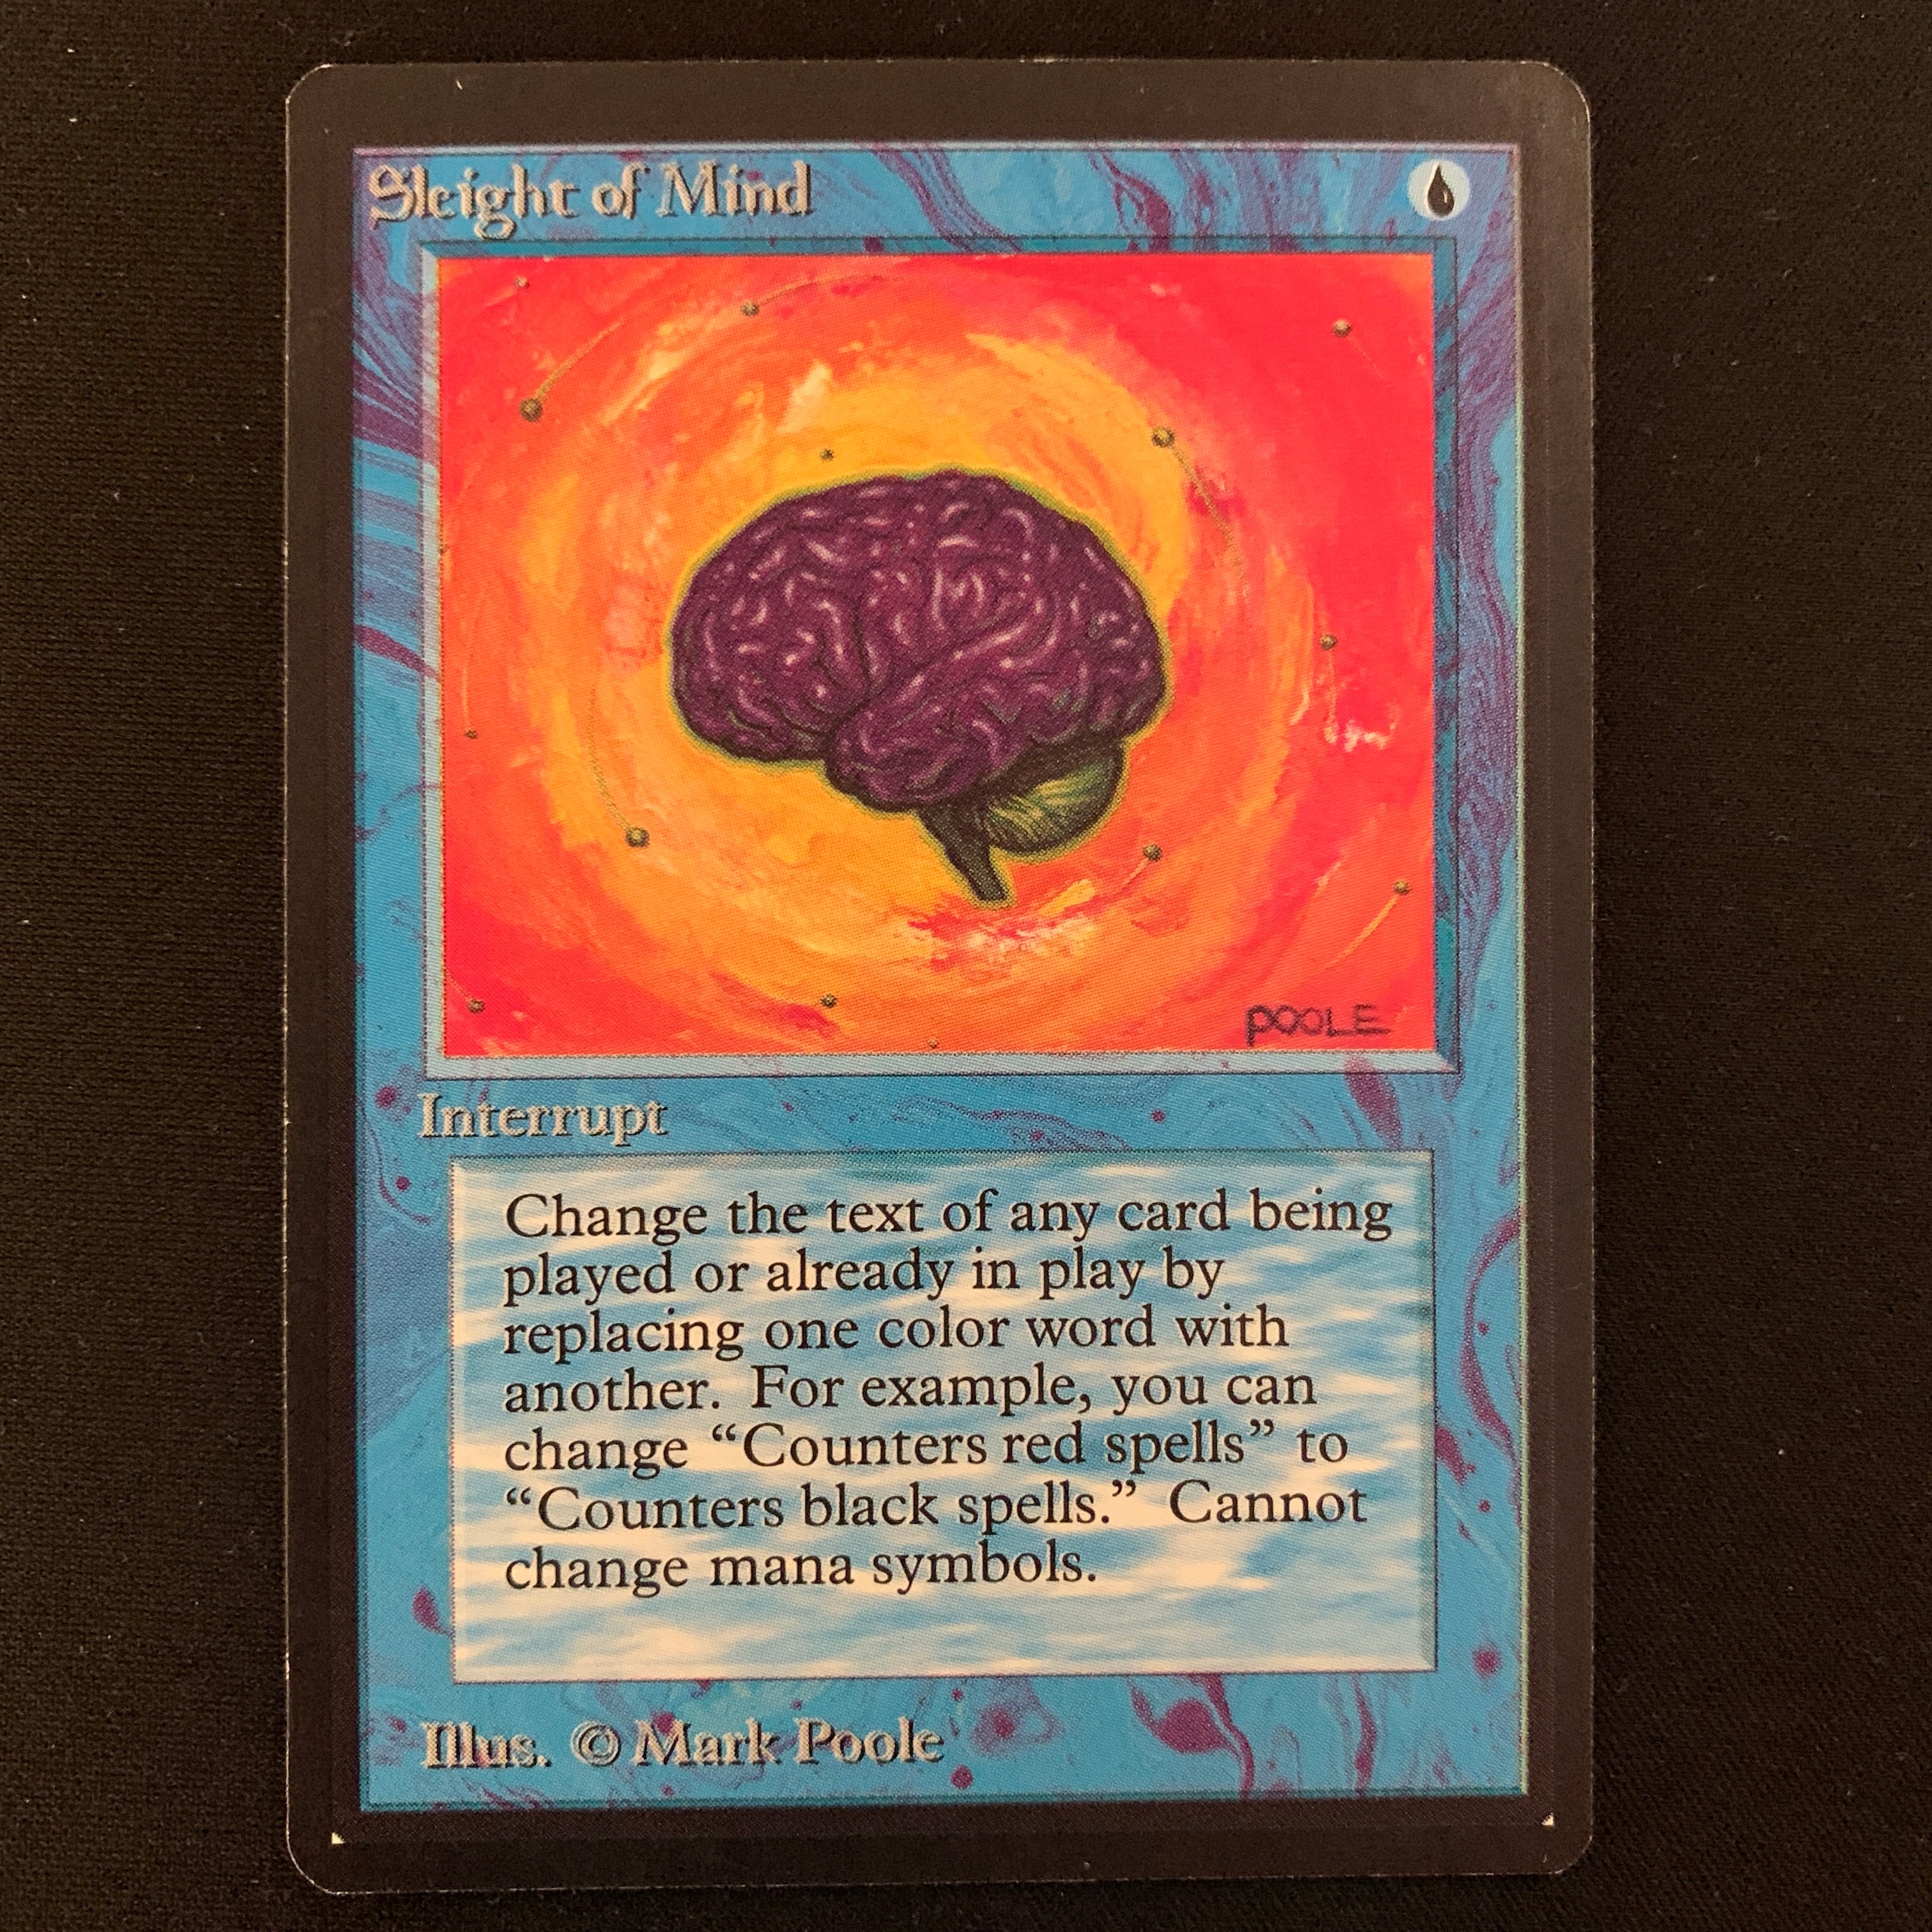 Sleight of Mind
POOLE
Interrupt
Change the text of any card being
played or already in play by
replacing one color word with
another. For example, you can
change “Counters red spells” to
“Counters black spells.” Cannot
change mana symbols.
Illus. © Mark Poole